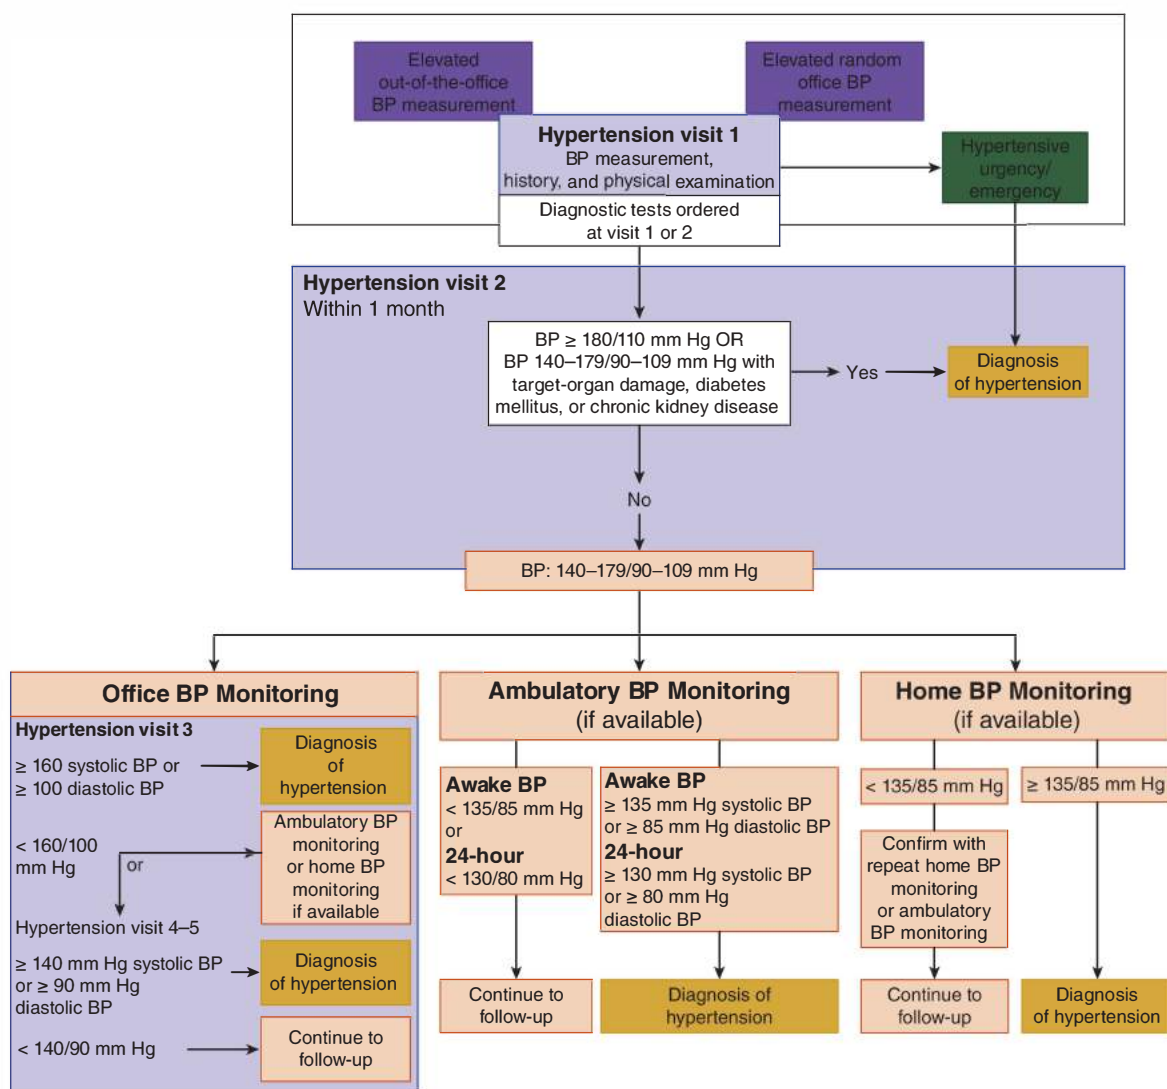 Elevated
out-of-the-office
BP measurement
Elevated random
office BP
measurement
Hypertension visit 1
BP measurement,
history, and physical examination
Diagnostic tests ordered
at visit 1 or 2
Hypertensive
urgency/
emergency
Hypertension visit 2
Within 1 month
BP ≥ 180/110 mm Hg OR
BP 140–179/90–109 mm Hg with
target-organ damage, diabetes
mellitus, or chronic kidney disease
Yes
Diagnosis
of hypertension
No
BP: 140–179/90–109 mm Hg
Office BP Monitoring
Hypertension visit 3
≥ 160 systolic BP or
≥ 100 diastolic BP
Diagnosis
of
hypertension
< 160/100
mm Hg
or
Ambulatory BP
monitoring
or home BP
monitoring
if available
Hypertension visit 4–5
≥ 140 mm Hg systolic BP
or ≥ 90 mm Hg
diastolic BP
Diagnosis
of hypertension
< 140/90 mm Hg
Continue to
follow-up
Ambulatory BP Monitoring
(if available)
Awake BP
< 135/85 mm Hg
or
24-hour
< 130/80 mm Hg
Continue to
follow-up
Awake BP
≥ 135 mm Hg systolic BP
or ≥ 85 mm Hg diastolic BP
24-hour
≥ 130 mm Hg systolic BP
or ≥ 80 mm Hg
diastolic BP
Diagnosis of
hypertension
Home BP Monitoring
(if available)
< 135/85 mm Hg
Confirm with
repeat home BP
monitoring
or ambulatory
BP monitoring
Continue to
follow-up
≥ 135/85 mm Hg
Diagnosis
of hypertension